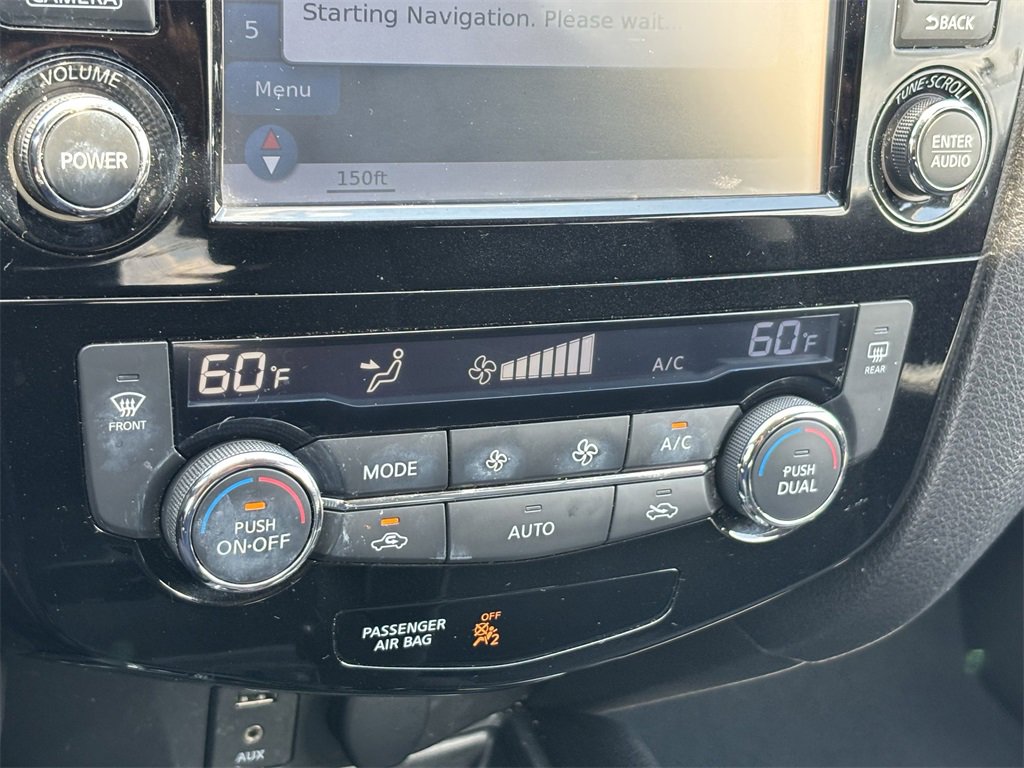 CAMERA
5
Starting Navigation. Please wait...
BACK
Menu
150ft
VOLUME
POWER
TUNE·SCROLL
ENTER
AUDIO
60°F
A/C
60°F
FRONT
REAR
MODE
A/C
PUSH
ON·OFF
AUTO
PUSH
DUAL
PASSENGER
AIR BAG
OFF
2
AUX